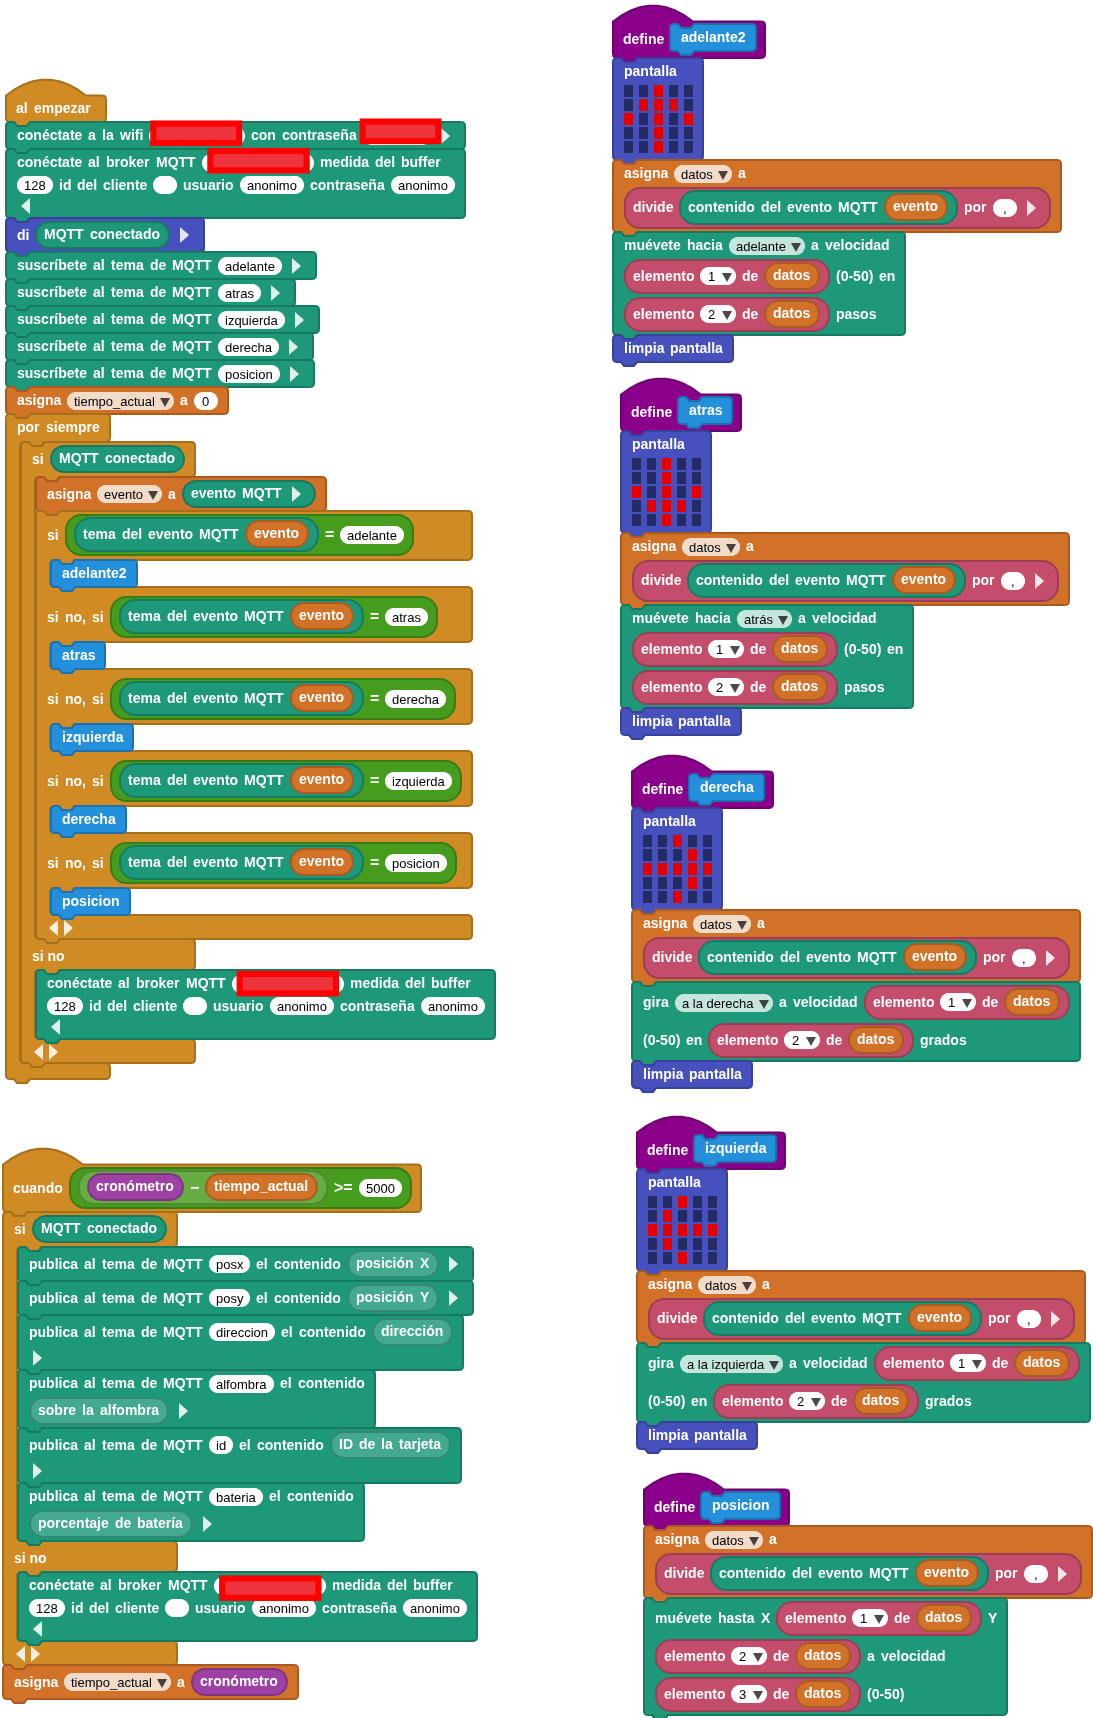 al empezar
conéctate a la wifi con contraseña
conéctate al broker MQTT medida del buffer
128 id del cliente usuario anonimo contraseña anonimo
di MQTT conectado
suscríbete al tema de MQTT adelante
suscríbete al tema de MQTT atras
suscríbete al tema de MQTT izquierda
suscríbete al tema de MQTT derecha
suscríbete al tema de MQTT posicion
asigna tiempo_actual a 0
por siempre
si MQTT conectado
asigna evento a evento MQTT
si tema del evento MQTT evento = adelante
adelante2
si no, si tema del evento MQTT evento = atras
atras
si no, si tema del evento MQTT evento = derecha
izquierda
si no, si tema del evento MQTT evento = izquierda
derecha
si no, si tema del evento MQTT evento = posicion
posicion
si no
conéctate al broker MQTT medida del buffer
128 id del cliente usuario anonimo contraseña anonimo
cuando cronómetro – tiempo_actual >= 5000
si MQTT conectado
publica al tema de MQTT posx el contenido posición X
publica al tema de MQTT posy el contenido posición Y
publica al tema de MQTT direccion el contenido dirección
publica al tema de MQTT alfombra el contenido
sobre la alfombra
publica al tema de MQTT id el contenido ID de la tarjeta
publica al tema de MQTT bateria el contenido
porcentaje de batería
si no
conéctate al broker MQTT medida del buffer
128 id del cliente usuario anonimo contraseña anonimo
asigna tiempo_actual a cronómetro
define adelante2
pantalla
asigna datos a
divide contenido del evento MQTT evento por ,
muévete hacia adelante a velocidad
elemento 1 de datos (0-50) en
elemento 2 de datos pasos
limpia pantalla
define atras
pantalla
asigna datos a
divide contenido del evento MQTT evento por ,
muévete hacia atrás a velocidad
elemento 1 de datos (0-50) en
elemento 2 de datos pasos
limpia pantalla
define derecha
pantalla
asigna datos a
divide contenido del evento MQTT evento por ,
gira a la derecha a velocidad elemento 1 de datos
(0-50) en elemento 2 de datos grados
limpia pantalla
define izquierda
pantalla
asigna datos a
divide contenido del evento MQTT evento por ,
gira a la izquierda a velocidad elemento 1 de datos
(0-50) en elemento 2 de datos grados
limpia pantalla
define posicion
asigna datos a
divide contenido del evento MQTT evento por ,
muévete hasta X elemento 1 de datos Y
elemento 2 de datos a velocidad
elemento 3 de datos (0-50)